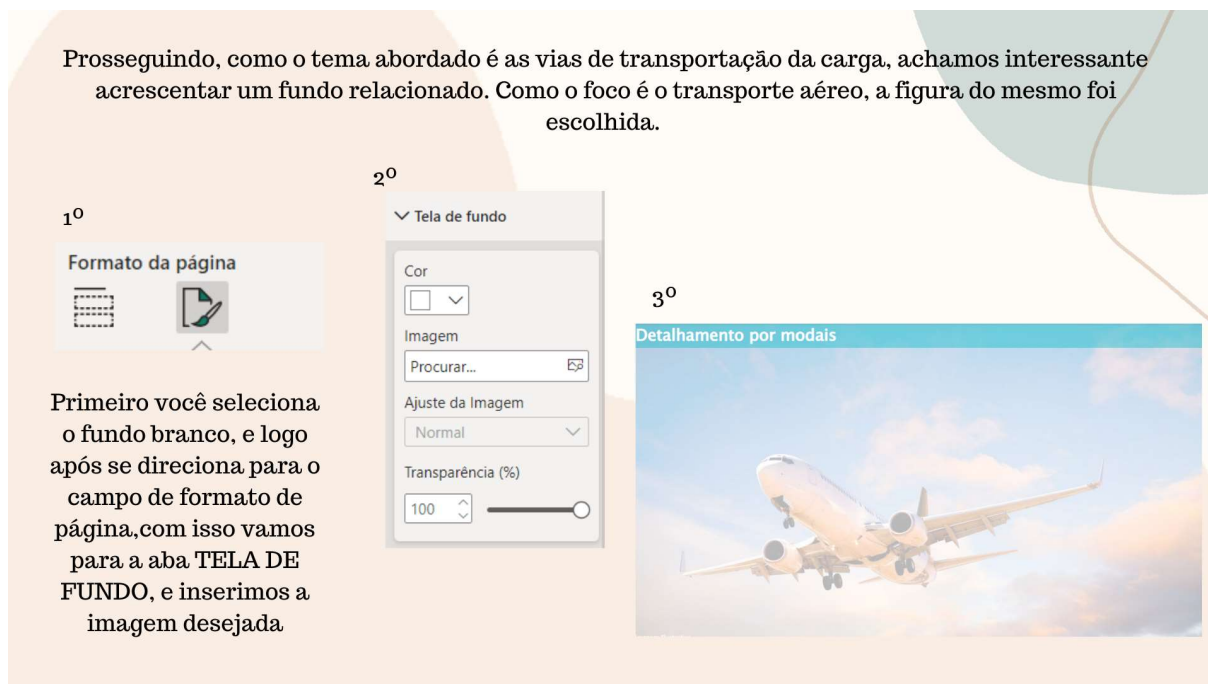 Prosseguindo, como o tema abordado é as vias de transportação da carga, achamos interessante
acrescentar um fundo relacionado. Como o foco é o transporte aéreo, a figura do mesmo foi
escolhida.
1º
Formato da página
Primeiro você seleciona
o fundo branco, e logo
após se direciona para o
campo de formato de
página,com isso vamos
para a aba TELA DE
FUNDO, e inserimos a
imagem desejada
2º
Tela de fundo
Cor
Imagem
Procurar...
Ajuste da Imagem
Normal
Transparência (%)
100
3º
Detalhamento por modais